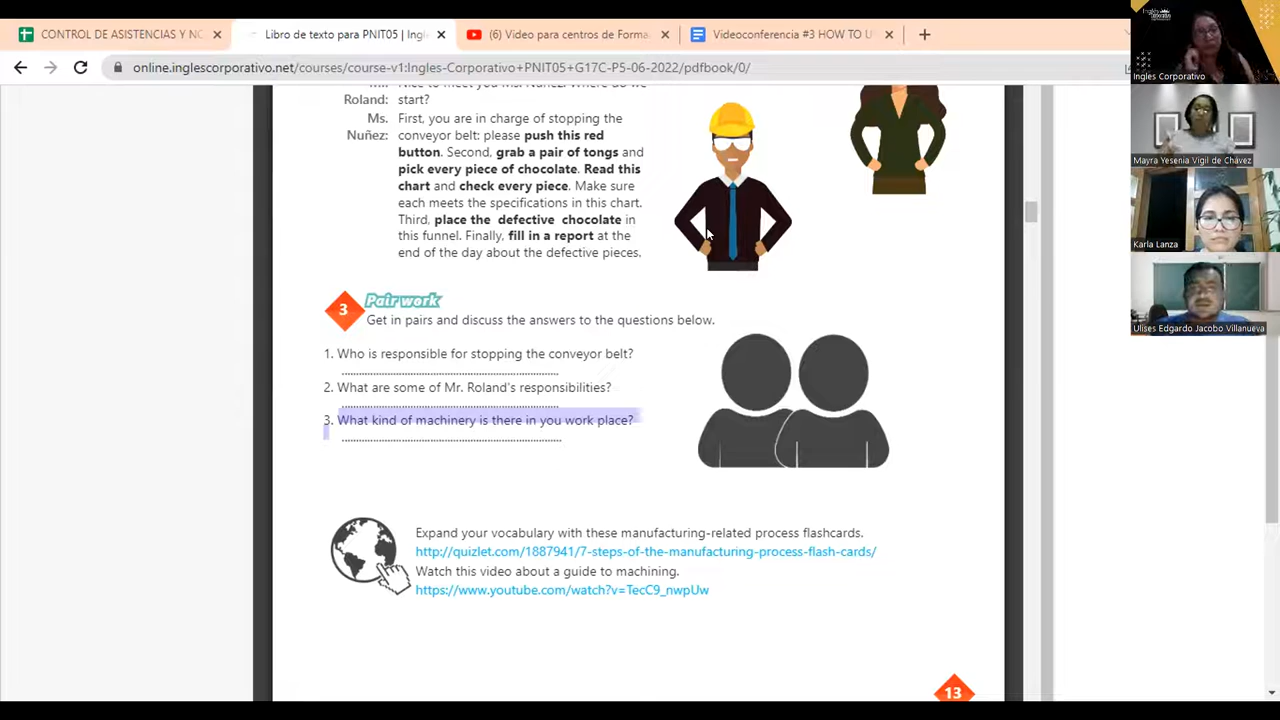 CONTROL DE ASISTENCIAS Y NO
Libro de texto para PNIT05 | Ingl
(6) Video para centros de Forma
Videoconferencia #3 HOW TO U
online.inglescorporativo.net/courses/course-v1:Ingles-Corporativo+PNIT05+G17C-P5-06-2022/pdfbook/0/
Roland: start?
Ms. First, you are in charge of stopping the
Nuñez: conveyor belt: please push this red
button. Second, grab a pair of tongs and
pick every piece of chocolate. Read this
chart and check every piece. Make sure
each meets the specifications in this chart.
Third, place the defective chocolate in
this funnel. Finally, fill in a report at the
end of the day about the defective pieces.
3 Pair work
Get in pairs and discuss the answers to the questions below.
1. Who is responsible for stopping the conveyor belt?
2. What are some of Mr. Roland's responsibilities?
3. What kind of machinery is there in you work place?
Expand your vocabulary with these manufacturing-related process flashcards.
http://quizlet.com/1887941/7-steps-of-the-manufacturing-process-flash-cards/
Watch this video about a guide to machining.
https://www.youtube.com/watch?v=TecC9_nwpUw
13
Ingles Corporativo
Mayra Yesenia Vigil de Chávez
Karla Lanza
Ulises Edgardo Jacobo Villanueva